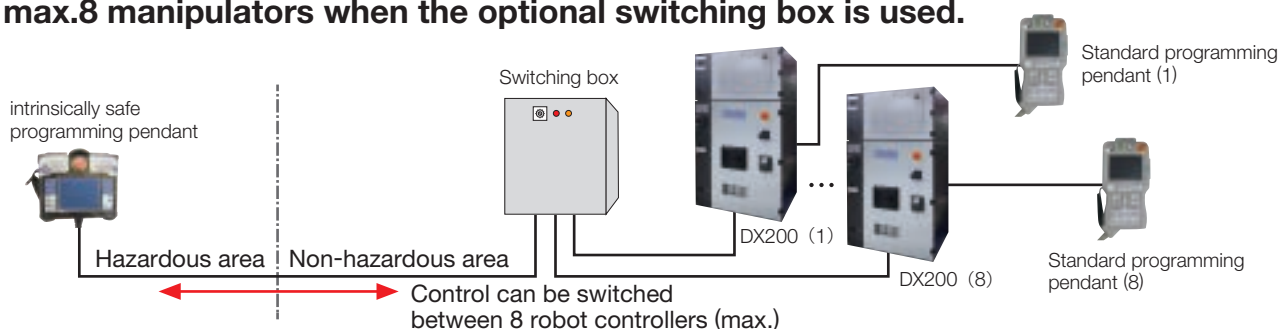 max.8 manipulators when the optional switching box is used.
Switching box
Standard programming
pendant (1)
intrinsically safe
programming pendant
...
DX200（1）
Hazardous area
Non-hazardous area
DX200（8）
Standard programming
pendant (8)
Control can be switched
between 8 robot controllers (max.)